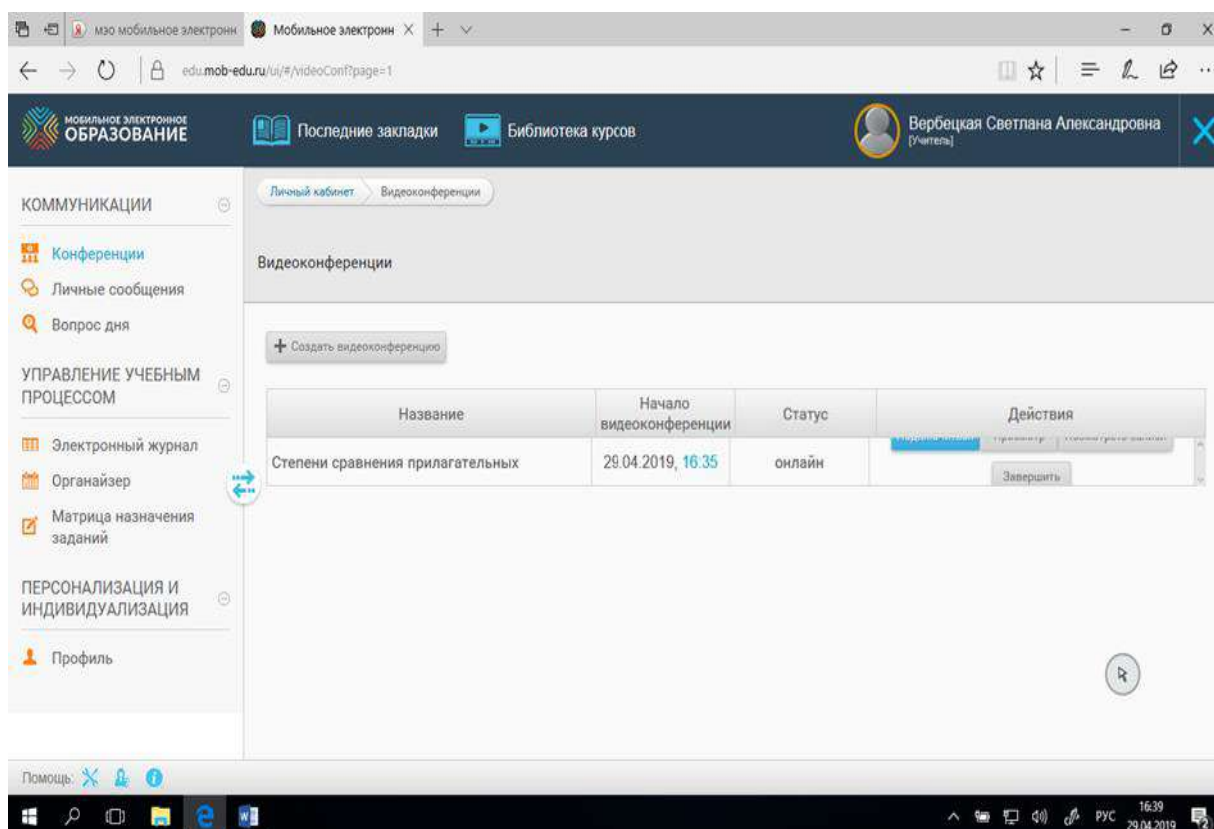 мэо мобильное электронн
Мобильное электронн
edu.mob-edu.ru/ui/#/videoConf?page=1
МОБИЛЬНОЕ ЭЛЕКТРОННОЕ
ОБРАЗОВАНИЕ
Последние закладки
Библиотека курсов
Вербецкая Светлана Александровна
[Учитель]
КОММУНИКАЦИИ
Конференции
Личные сообщения
Вопрос дня
УПРАВЛЕНИЕ УЧЕБНЫМ
ПРОЦЕССОМ
Электронный журнал
Органайзер
Матрица назначения
заданий
ПЕРСОНАЛИЗАЦИЯ И
ИНДИВИДУАЛИЗАЦИЯ
Профиль
Личный кабинет
Видеоконференции
Видеоконференции
Создать видеоконференцию
Название
Начало
видеоконференции
Статус
Действия
Степени сравнения прилагательных
29.04.2019, 16:35
онлайн
Завершить
Помощь:
РУС
16:39
29.04.2019